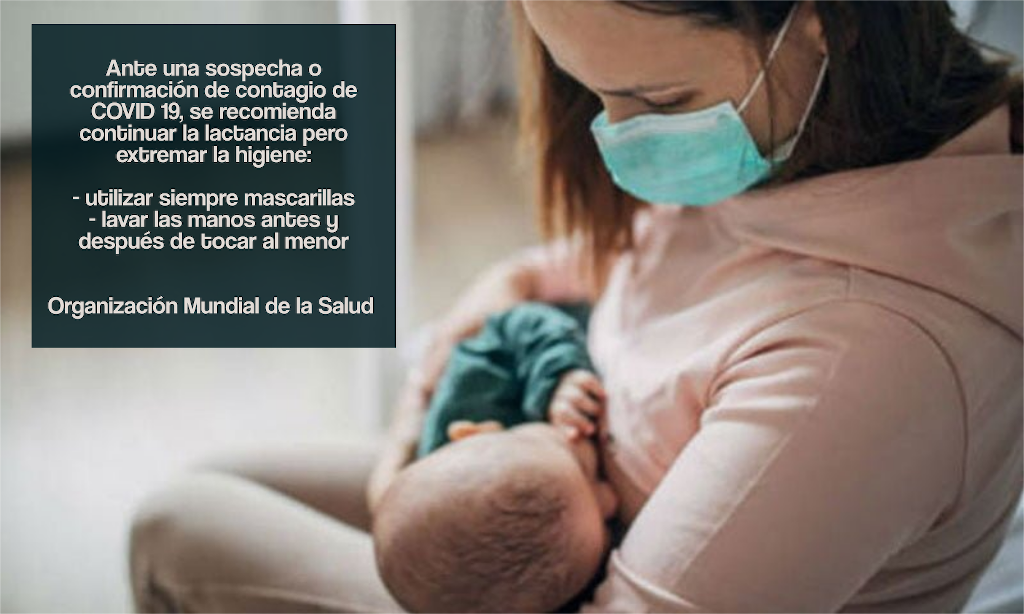 Ante una sospecha o
confirmación de contagio de
COVID 19, se recomienda
continuar la lactancia pero
extremar la higiene:
- utilizar siempre mascarillas
- lavar las manos antes y
después de tocar al menor
Organización Mundial de la Salud